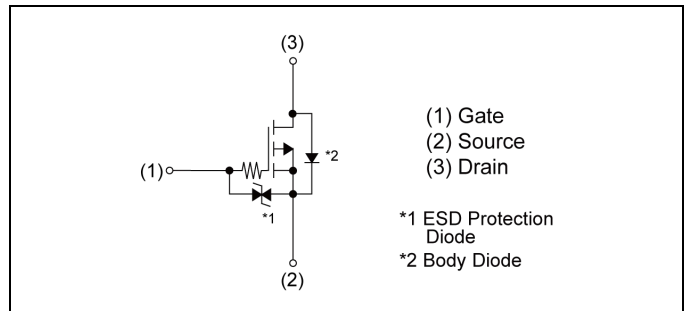 (3)
(1) Gate
(2) Source
(3) Drain
*2
(1)
*1
*1 ESD Protection
Diode
*2 Body Diode
(2)